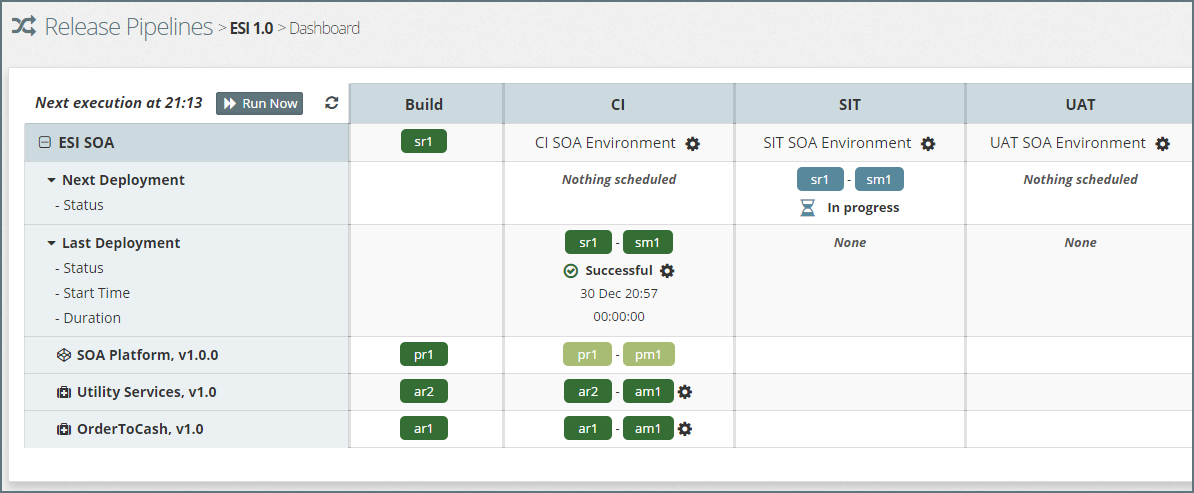 Release Pipelines > ESI 1.0 > Dashboard
Next execution at 21:13 Run Now Build CI SIT UAT
ESI SOA sr1 CI SOA Environment SIT SOA Environment UAT SOA Environment
Next Deployment Nothing scheduled sr1 - sm1 Nothing scheduled
- Status In progress
Last Deployment sr1 - sm1 None None
- Status Successful
- Start Time 30 Dec 20:57
- Duration 00:00:00
SOA Platform, v1.0.0 pr1 pr1 - pm1
Utility Services, v1.0 ar2 ar2 - am1
OrderToCash, v1.0 ar1 ar1 - am1